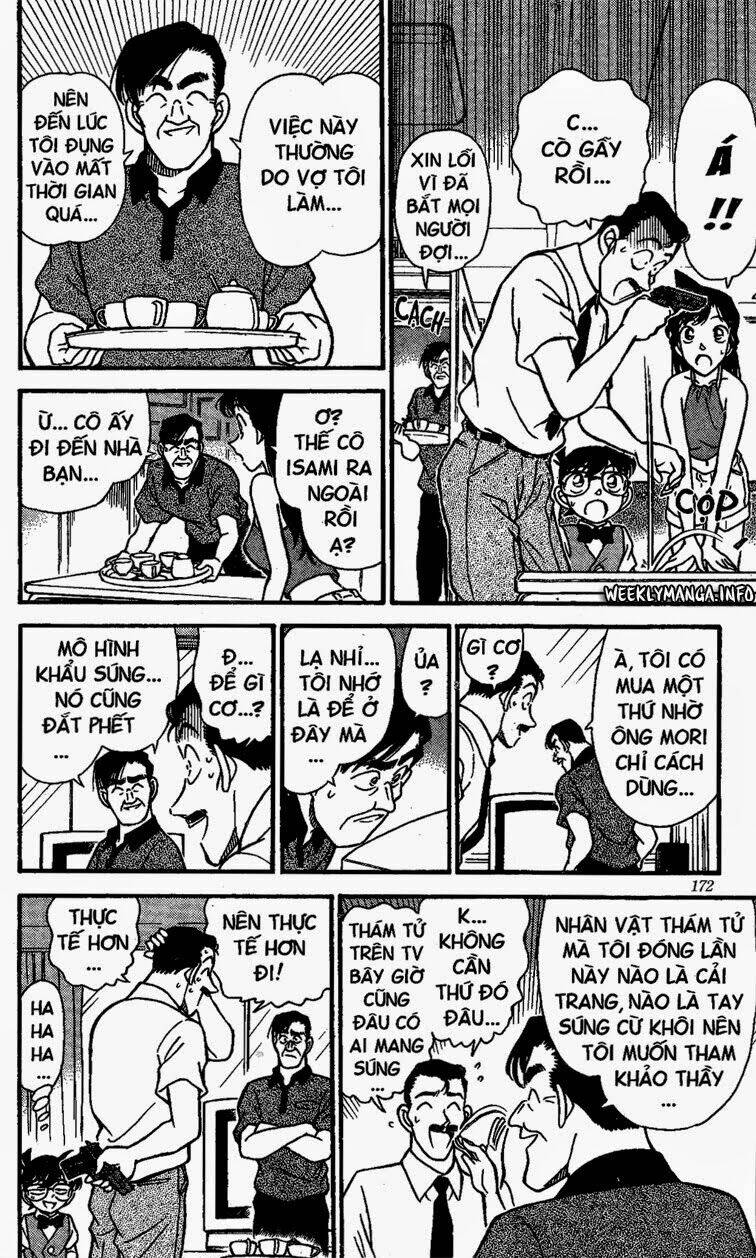 Á
!!
C...
CÒ GẪY
RỒI...
CỌP
XIN LỖI
VÌ ĐÃ
BẮT MỌI
NGƯỜI
ĐỢI...
CẠCH
WEEKLYMANGA.INFO
VIỆC NÀY
THƯỜNG
DO VỢ TÔI
LÀM...
NÊN
ĐẾN LÚC
TÔI ĐỤNG
VÀO MẤT
THỜI GIAN
QUÁ...
Ơ?
THẾ CÔ
ISAMI RA
NGOÀI
RỒI
Ạ?
Ừ... CÔ ẤY
ĐI ĐẾN NHÀ
BẠN...
À, TÔI CÓ
MUA MỘT
THỨ NHỜ
ÔNG MORI
CHỈ CÁCH
DÙNG...
GÌ CƠ
?
ỦA
?
LẠ NHỈ...
TÔI NHỚ
LÀ ĐỂ Ở
ĐÂY MÀ
...
Đ...
ĐỂ GÌ
CƠ...?
MÔ HÌNH
KHẨU SÚNG...
NÓ CŨNG
ĐẮT PHẾT
...
172
NHÂN VẬT THÁM TỬ
MÀ TÔI ĐÓNG LẦN
NÀY NÀO LÀ CẢI
TRANG, NÀO LÀ TAY
SÚNG CỪ KHÔI NÊN
TÔI MUỐN THAM
KHẢO THẦY
...
K...
KHÔNG
CẦN
THỨ ĐÓ
ĐÂU...
THÁM TỬ
TRÊN TV
BÂY GIỜ
CŨNG
ĐÂU CÓ
AI MANG
SÚNG
...
NÊN THỰC
TẾ HƠN
ĐI!
THỰC
TẾ HƠN
...
HA
HA
HA...